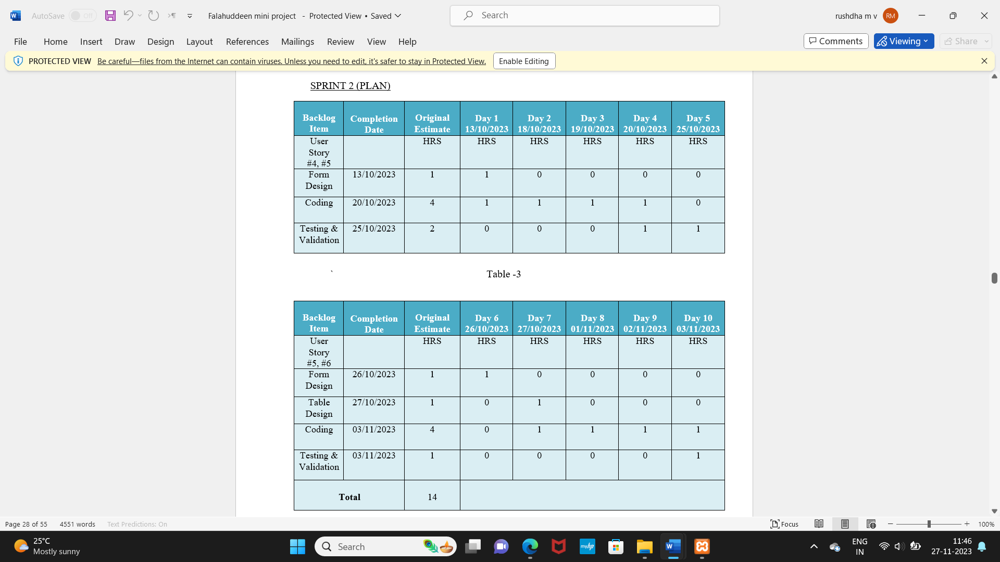 AutoSave Off Falahuddeen mini project - Protected View • Saved Search rushdha m v RM
File Home Insert Draw Design Layout References Mailings Review View Help Comments Viewing Share
PROTECTED VIEW Be careful—files from the Internet can contain viruses. Unless you need to edit, it's safer to stay in Protected View. Enable Editing
SPRINT 2 (PLAN)
Backlog Item Completion Date Original Estimate Day 1 13/10/2023 Day 2 18/10/2023 Day 3 19/10/2023 Day 4 20/10/2023 Day 5 25/10/2023
User Story #4, #5 HRS HRS HRS HRS HRS HRS
Form Design 13/10/2023 1 1 0 0 0 0
Coding 20/10/2023 4 1 1 1 1 0
Testing & Validation 25/10/2023 2 0 0 0 1 1
` Table -3
Backlog Item Completion Date Original Estimate Day 6 26/10/2023 Day 7 27/10/2023 Day 8 01/11/2023 Day 9 02/11/2023 Day 10 03/11/2023
User Story #5, #6 HRS HRS HRS HRS HRS HRS
Form Design 26/10/2023 1 1 0 0 0 0
Table Design 27/10/2023 1 0 1 0 0 0
Coding 03/11/2023 4 0 1 1 1 1
Testing & Validation 03/11/2023 1 0 0 0 0 1
Total 14
Page 28 of 55 4551 words Text Predictions: On Focus 100%
25°C
Mostly sunny
Search
myhp
ENG
IN
11:46
27-11-2023